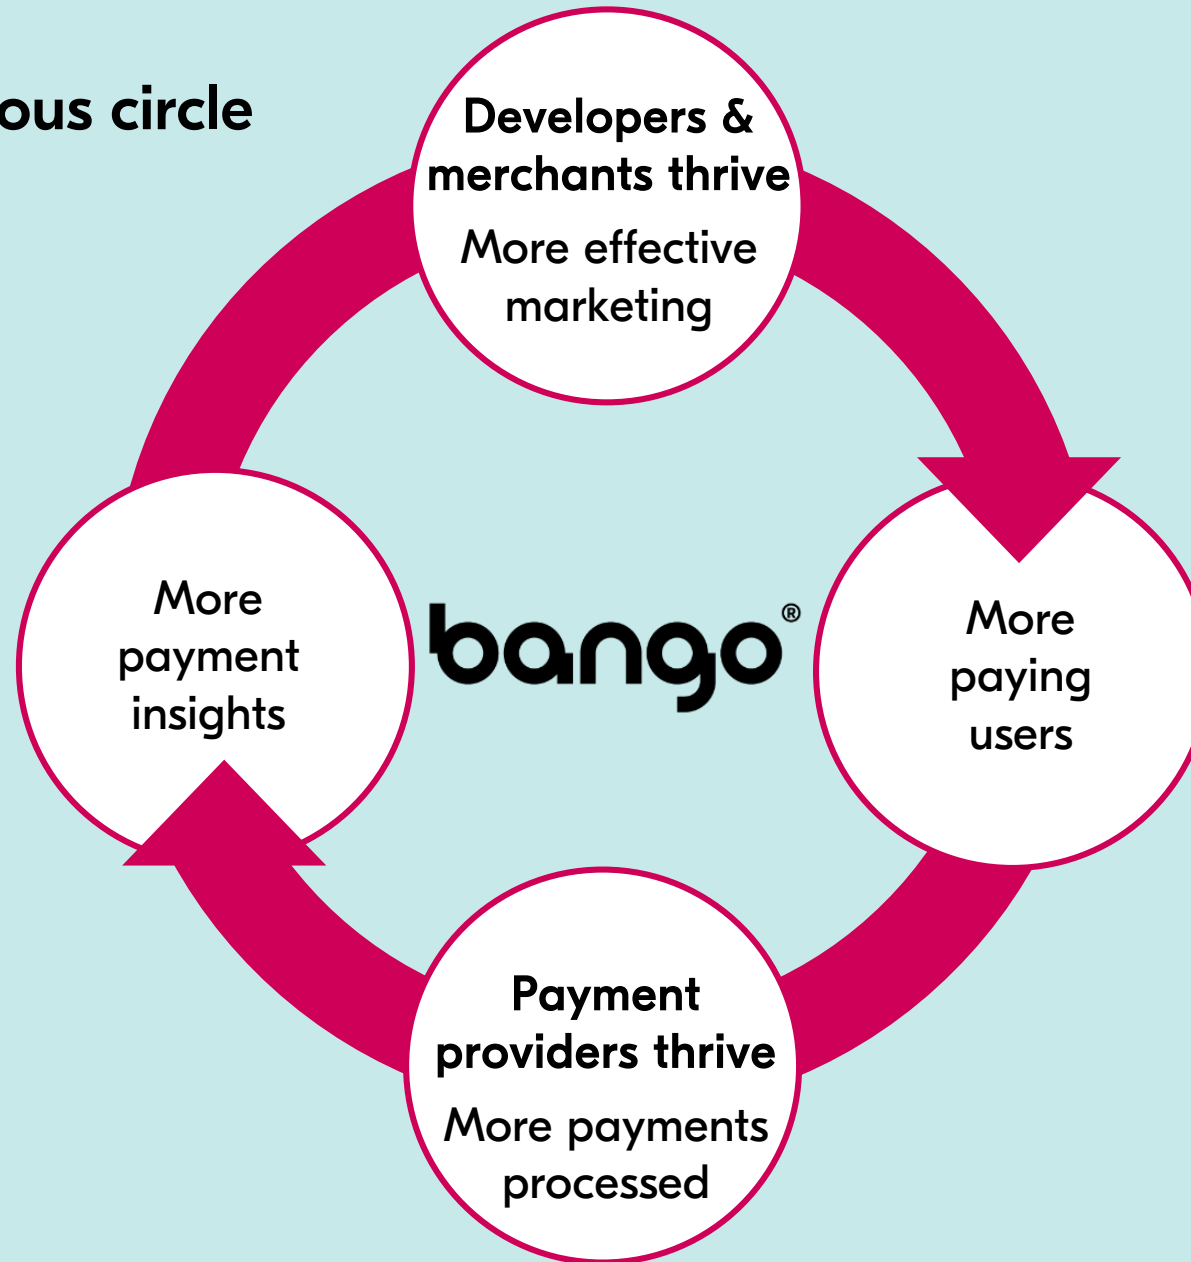 ous circle
Developers &
merchants thrive
More effective
marketing
More
paying
users
Payment
providers thrive
More payments
processed
More
payment
insights
bango®